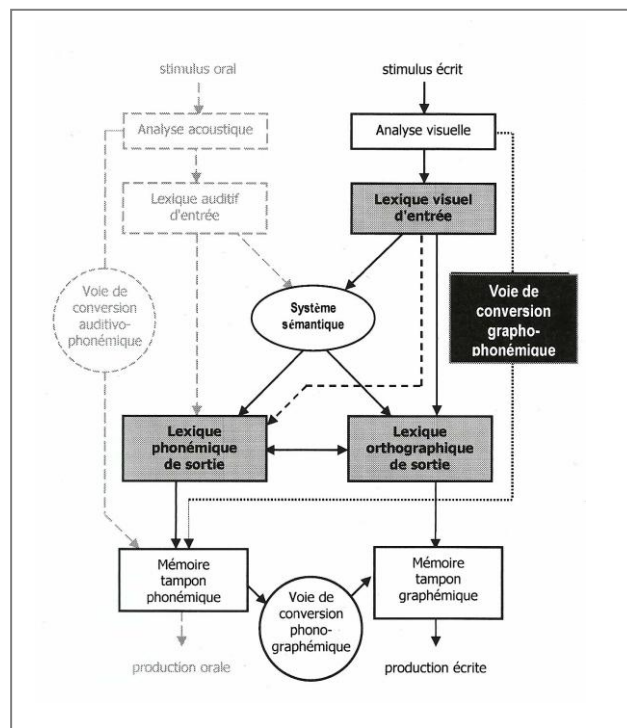 stimulus oral
stimulus écrit
Analyse acoustique
Analyse visuelle
Lexique auditif
d'entrée
Lexique visuel
d'entrée
Voie de
conversion
auditivo-
phonémique
Système
sémantique
Voie de
conversion
grapho-
phonémique
Lexique
phonémique
de sortie
Lexique
orthographique
de sortie
Mémoire
tampon
phonémique
Voie de
conversion
phono-
graphémique
Mémoire
tampon
graphémique
production orale
production écrite